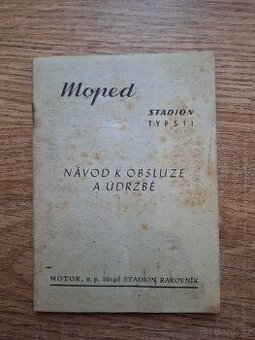 Moped
STADION
TYP S 11
NÁVOD K OBSLUZE
A ÚDRŽBĚ
MOTOR, n. p. závod STADION RAKOVNÍK